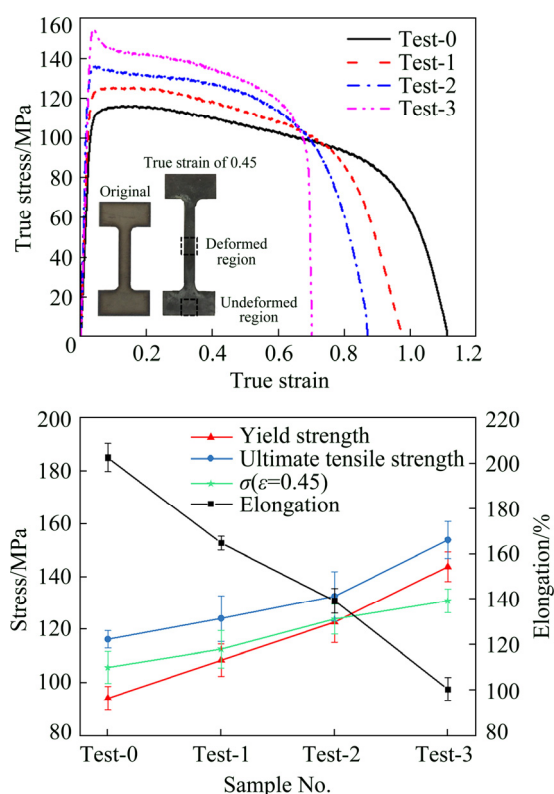 160
140
120
100
80
60
40
20
0
True stress/MPa
Test-0
Test-1
Test-2
Test-3
True strain of 0.45
Original
Deformed
region
Undeformed
region
0.2 0.4 0.6 0.8 1.0 1.2
True strain
200
180
160
140
120
100
80
Stress/MPa
Yield strength
Ultimate tensile strength
σ(ε=0.45)
Elongation
220
200
180
160
140
120
100
80
Elongation/%
Test-0 Test-1 Test-2 Test-3
Sample No.